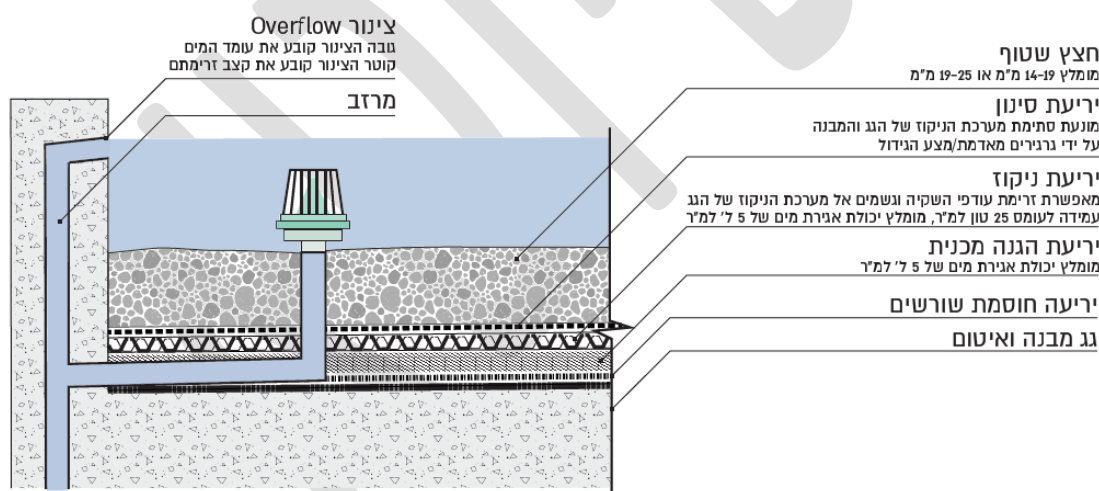 צינור Overflow
גובה הצינור קובע את עומד המים
קוטר הצינור קובע את קצב זרימתם
מרזב
חצץ שטוף
מומלץ 14-19 מ"מ או 19-25 מ"מ
יריעת סינון
מונעת סתימת מערכת הניקוז של הגג והמבנה
על ידי גרגירים מאדמת/מצע הגידול
יריעת ניקוז
מאפשרת זרימת עודפי השקיה וגשמים אל מערכת הניקוז של הגג
עמידה לעומס 25 טון למ"ר, מומלץ יכולת אגירת מים של 5 ל' למ"ר
יריעת הגנה מכנית
מומלץ יכולת אגירת מים של 5 ל' למ"ר
יריעה חוסמת שורשים
גג מבנה ואיטום